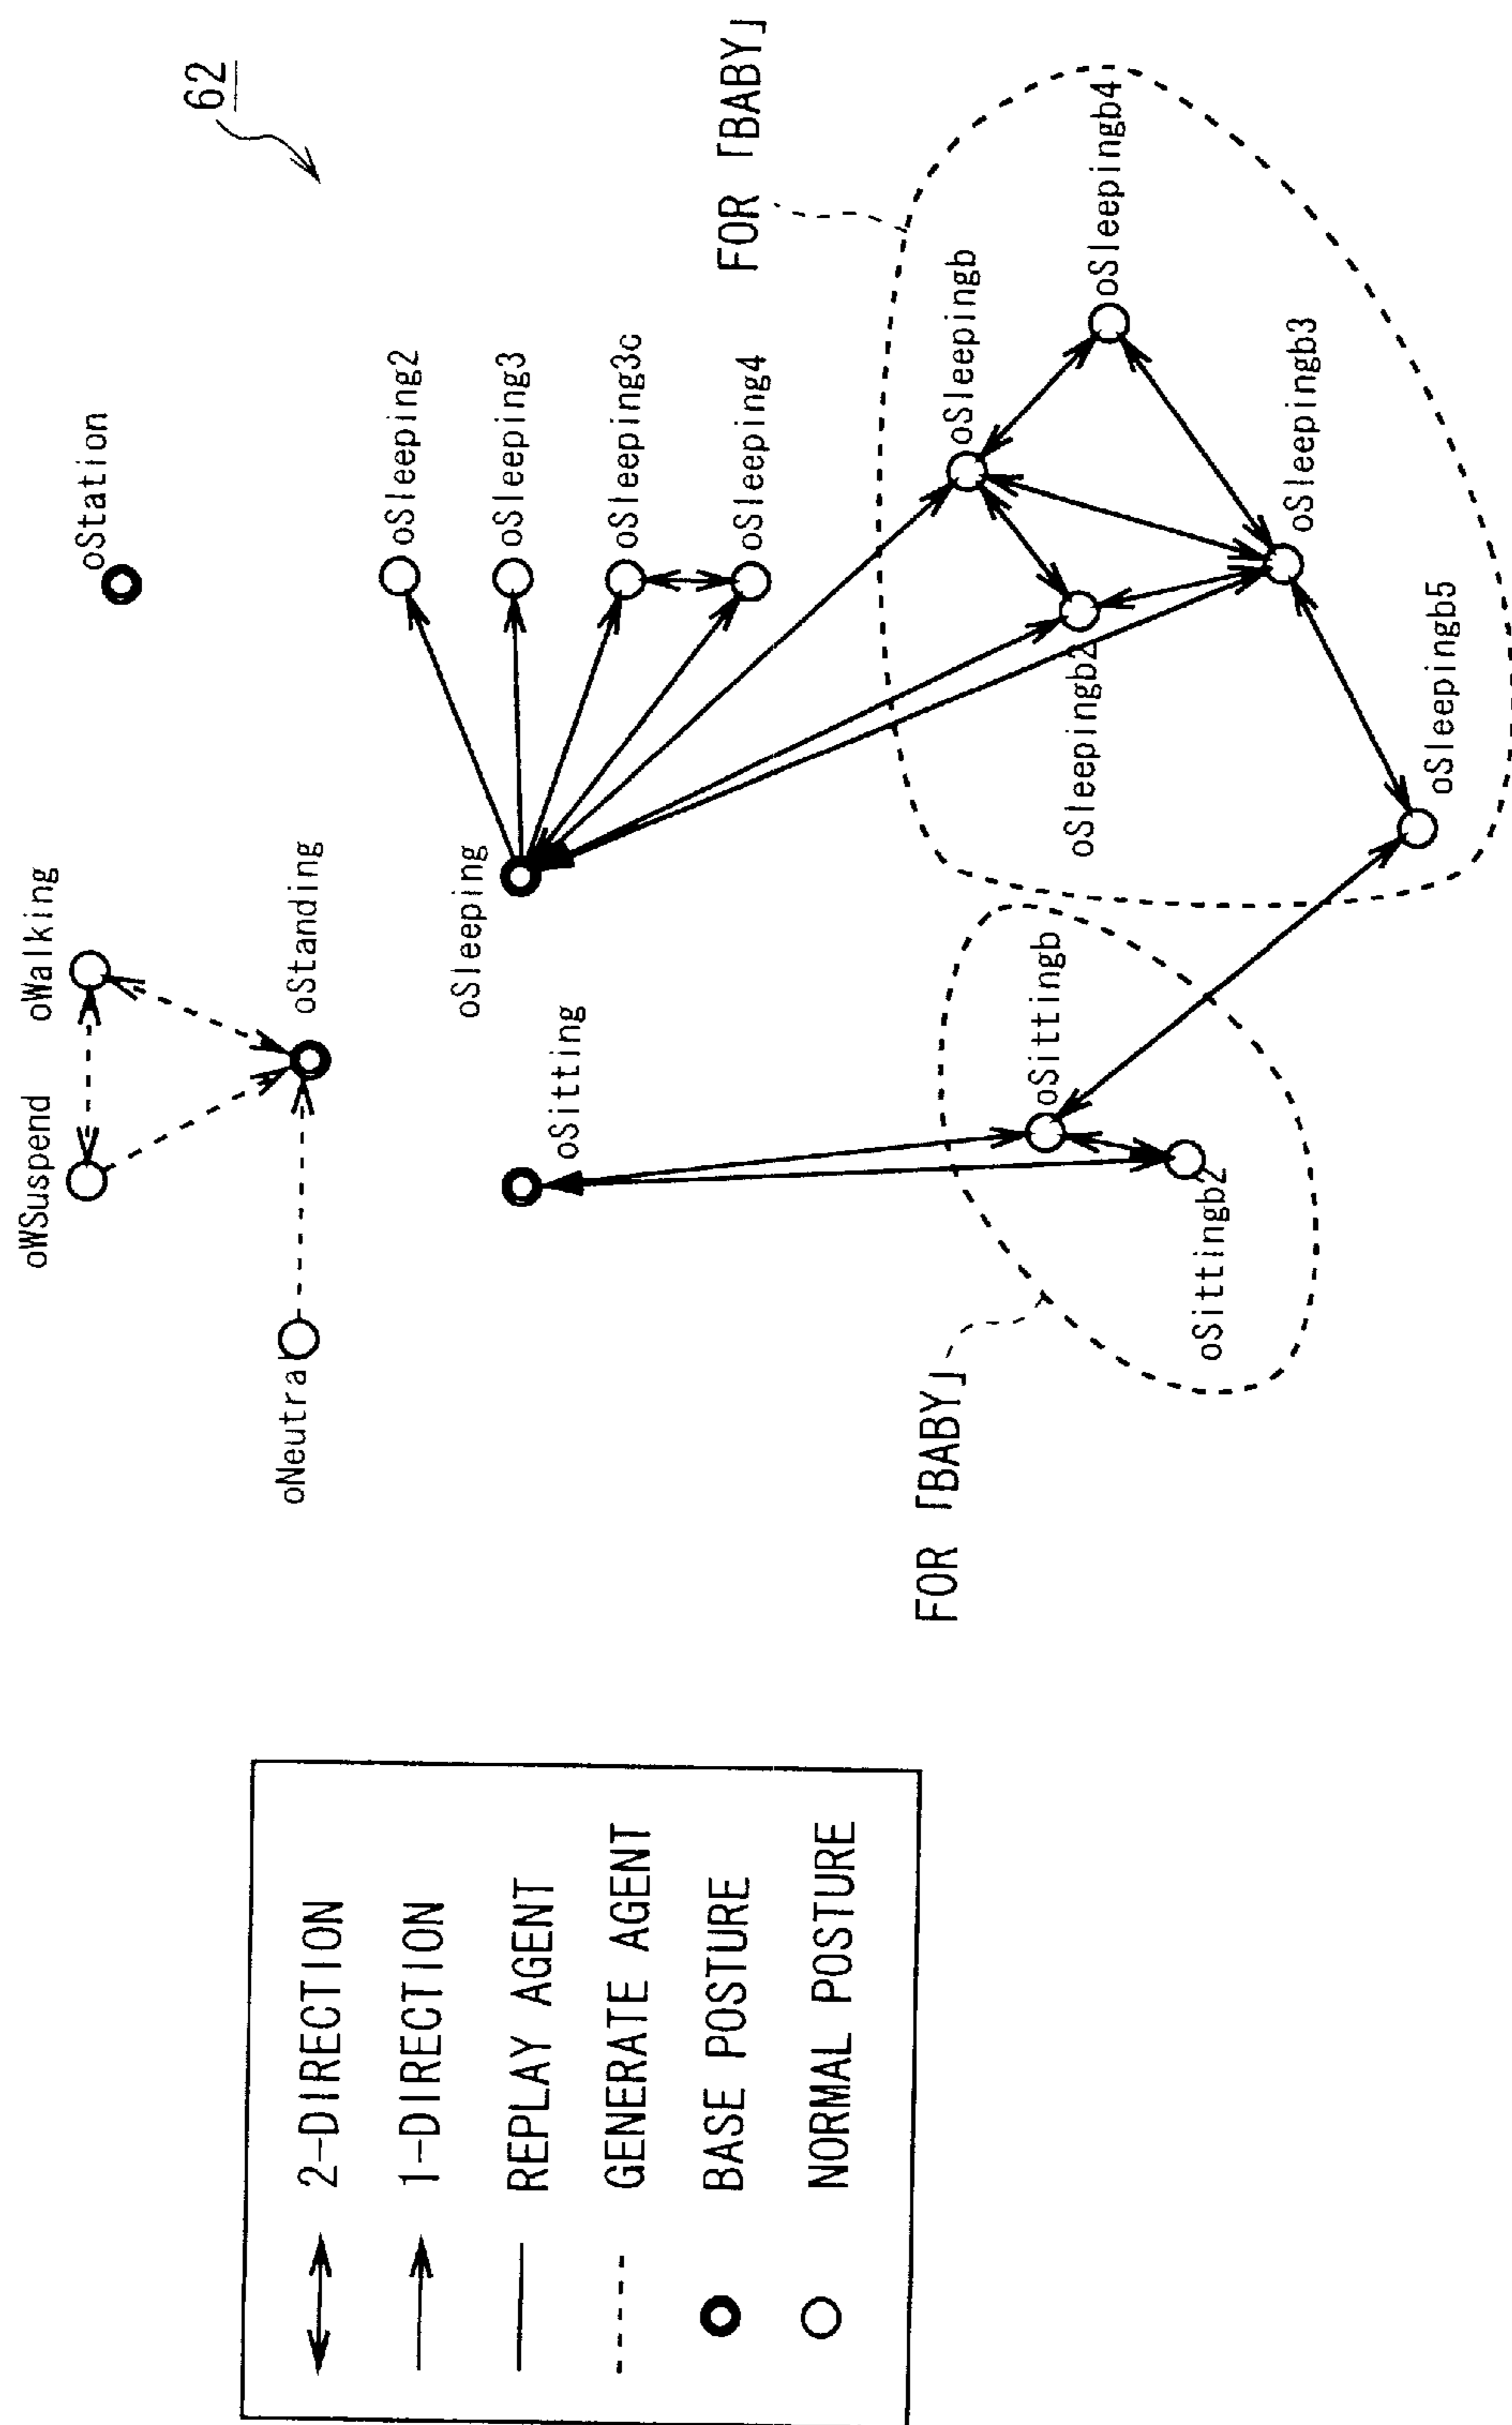 62
oWSuspend
oWalking
oStation
oNeutral
oStanding
oSleeping2
oSleeping
oSleeping3
oSitting
oSleeping3c
oSleeping4
FOR 「BABY」
FOR 「BABY」
oSleepingb
oSittingb
oSleepingb2
oSleepingb4
oSittingb2
oSleepingb3
oSleepingb5
2-DIRECTION
1-DIRECTION
REPLAY AGENT
GENERATE AGENT
BASE POSTURE
NORMAL POSTURE